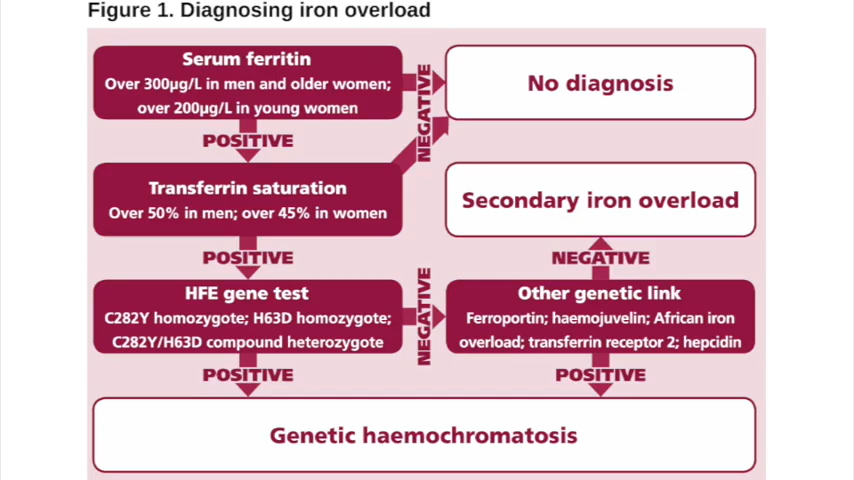 Figure 1. Diagnosing iron overload
Serum ferritin
Over 300µg/L in men and older women;
over 200µg/L in young women
NEGATIVE
No diagnosis
POSITIVE
Transferrin saturation
Over 50% in men; over 45% in women
Secondary iron overload
POSITIVE
NEGATIVE
HFE gene test
C282Y homozygote; H63D homozygote;
C282Y/H63D compound heterozygote
NEGATIVE
Other genetic link
Ferroportin; haemojuvelin; African iron
overload; transferrin receptor 2; hepcidin
POSITIVE
POSITIVE
Genetic haemochromatosis